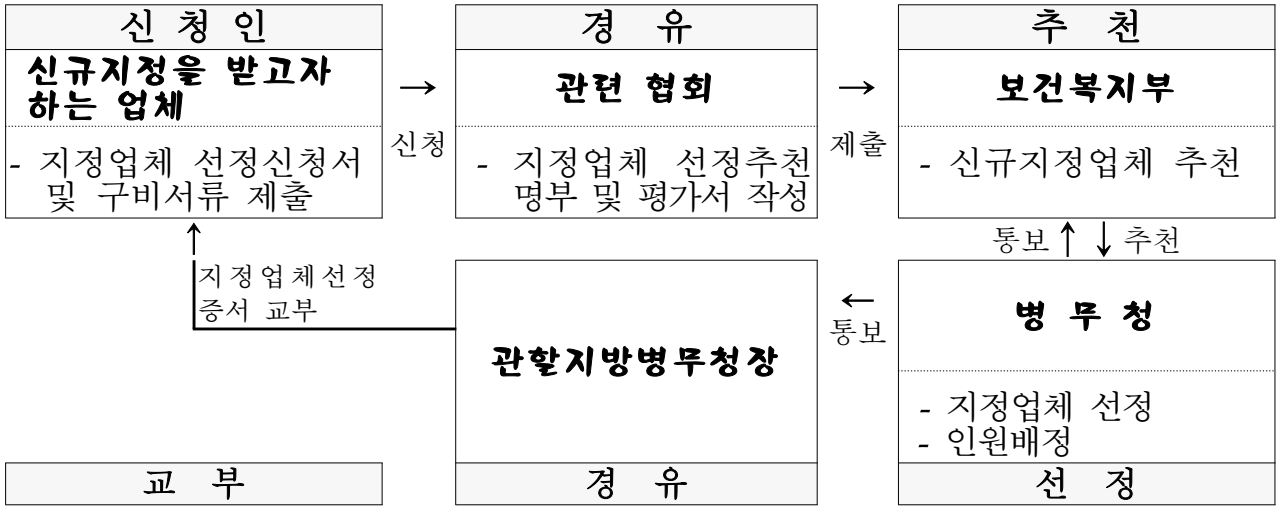 신 청 인
신규지정을 받고자
하는 업체
- 지정업체 선정신청서
및 구비서류 제출
→
신청
경 유
관련 협회
- 지정업체 선정추천
명부 및 평가서 작성
→
제출
추 천
보건복지부
- 신규지정업체 추천
통보 ↑ ↓ 추천
병 무 청
- 지정업체 선정
- 인원배정
선 정
←
통보
관할지방병무청장
경 유
지정업체선정
증서 교부
교 부